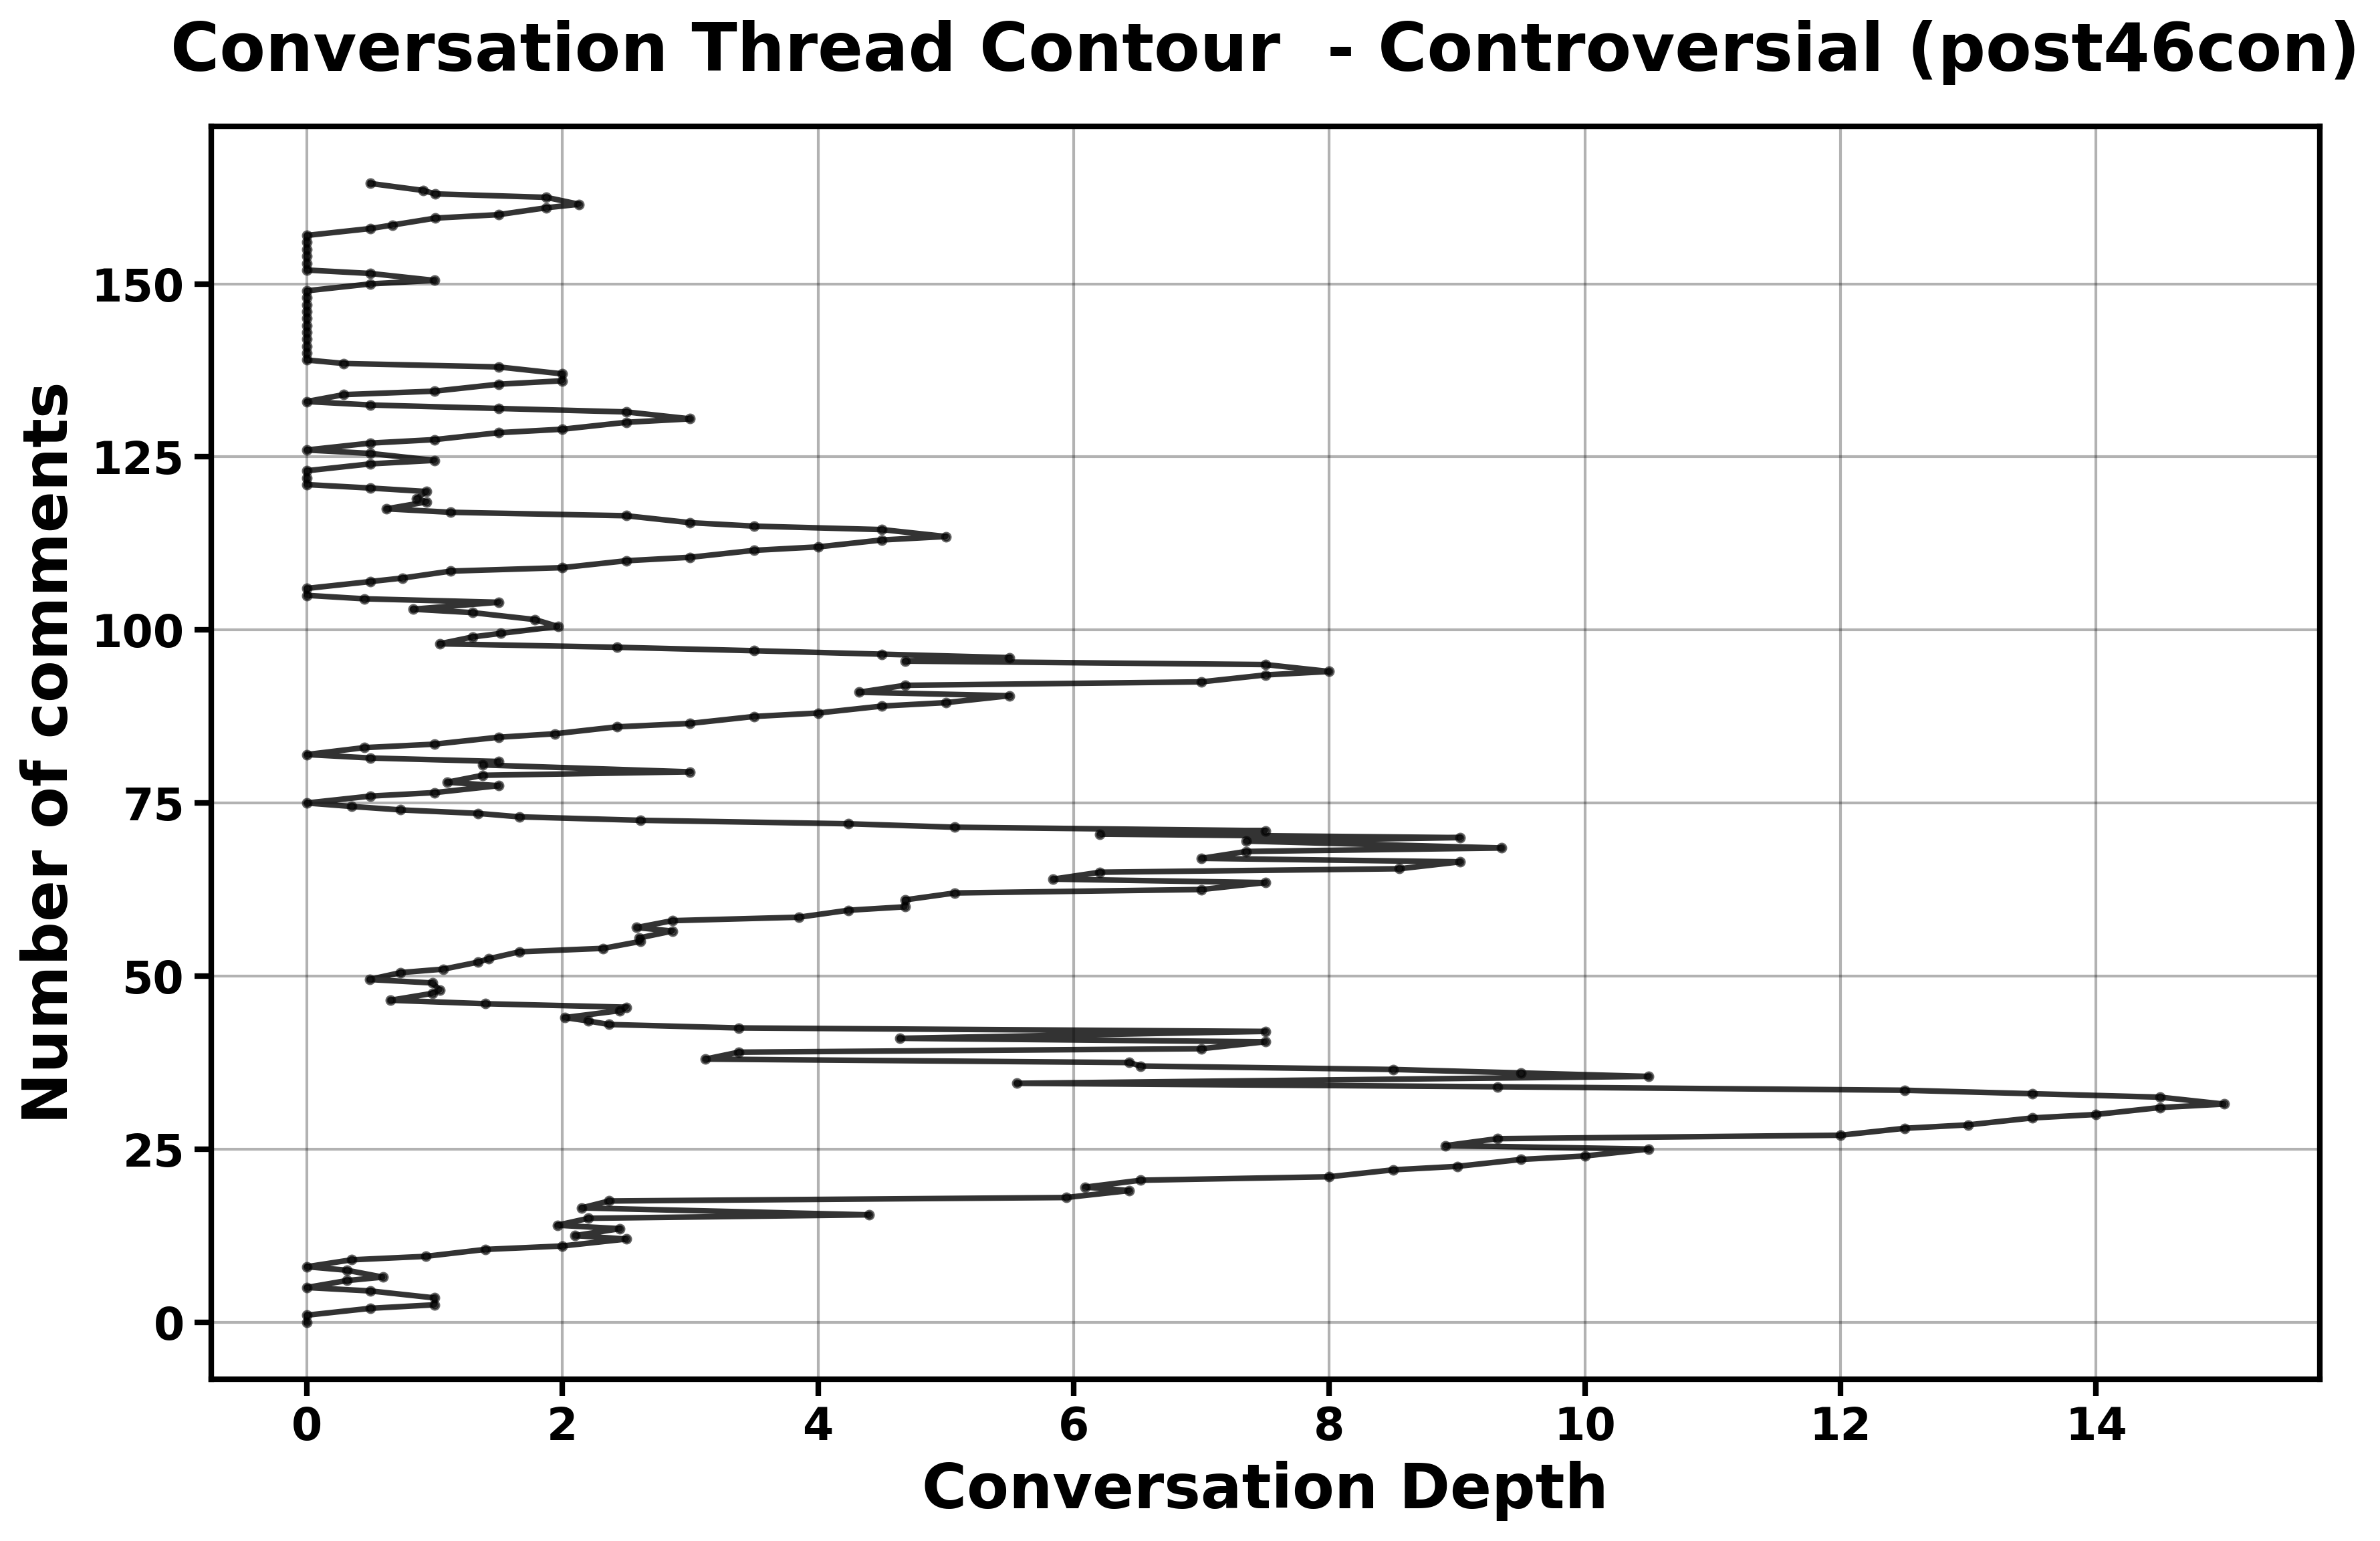 Conversation Thread Contour  - Controversial (post46con)
Number of comments
150
125
100
75
50
25
0
0 2 4 6 8 10 12 14
Conversation Depth